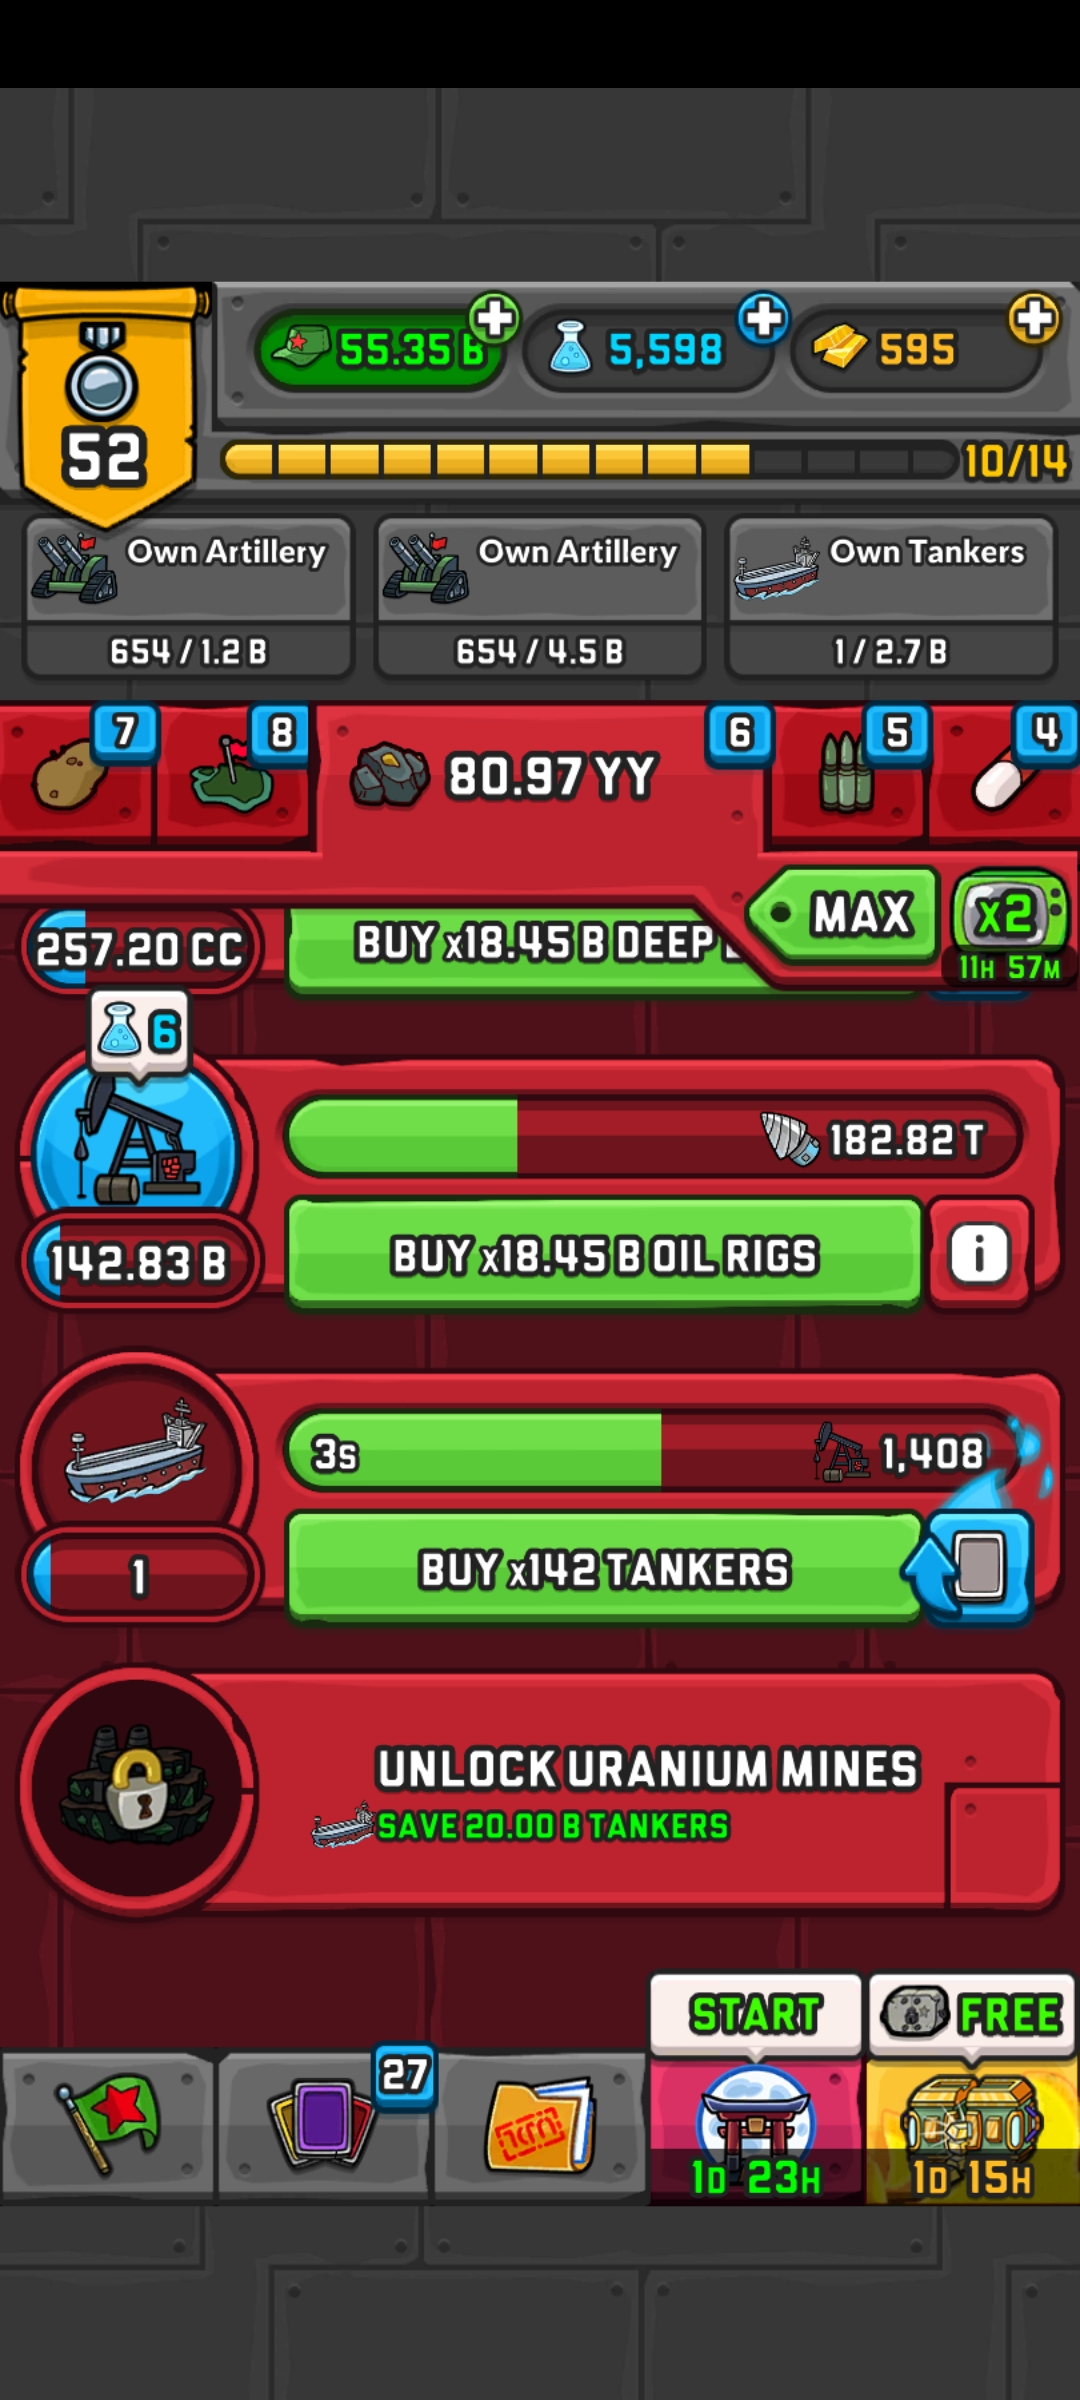 55.35 B
5,598
595
52
10/14
Own Artillery
Own Artillery
Own Tankers
654 / 1.2 B
654 / 4.5 B
1 / 2.7 B
7
8
80.97 YY
6
5
4
MAX
x2
11H 57M
257.20 CC
BUY x18.45 B DEEP
6
182.82 T
142.83 B
BUY x18.45 B OIL RIGS
i
3s
1,408
1
BUY x142 TANKERS
UNLOCK URANIUM MINES
SAVE 20.00 B TANKERS
START
FREE
27
1D 23H
1D 15H